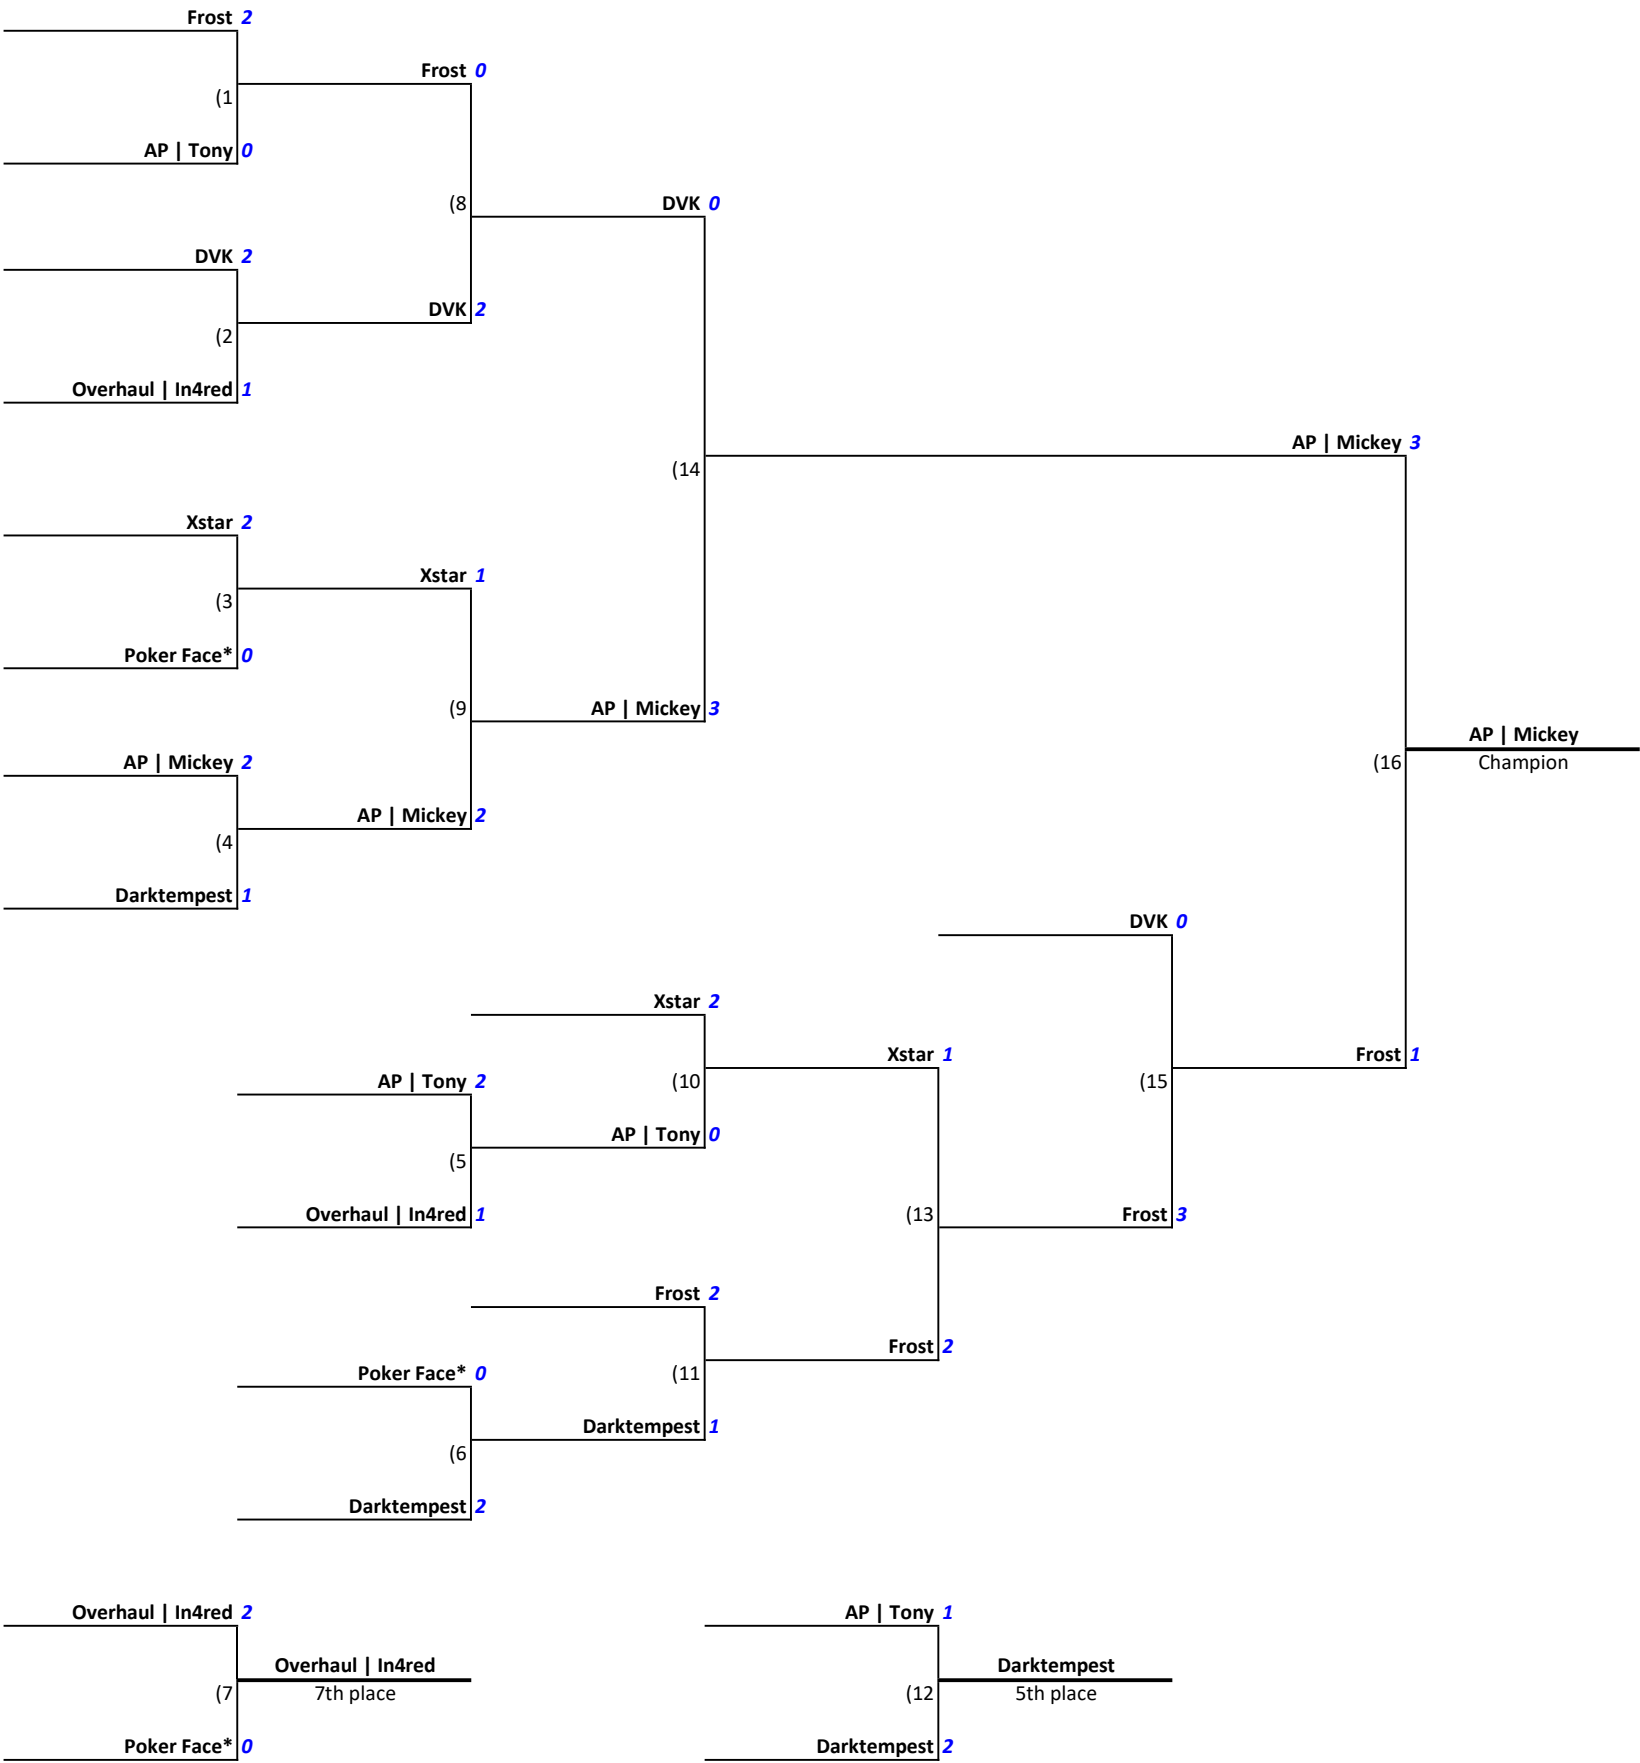 Frost 2
Frost 0
(1
AP | Tony 0
(8
DVK 0
DVK 2
DVK 2
(2
Overhaul | In4red 1
AP | Mickey 3
(14
Xstar 2
Xstar 1
(3
Poker Face* 0
(9
AP | Mickey 3
AP | Mickey
AP | Mickey 2
(16
Champion
AP | Mickey 2
(4
Darktempest 1
DVK 0
Xstar 2
Xstar 1
Frost 1
AP | Tony 2
(10
(15
AP | Tony 0
(5
Overhaul | In4red 1
(13
Frost 3
Frost 2
Frost 2
Poker Face* 0
(11
Darktempest 1
(6
Darktempest 2
Overhaul | In4red 2
AP | Tony 1
Overhaul | In4red
Darktempest
(7
7th place
(12
5th place
Poker Face* 0
Darktempest 2